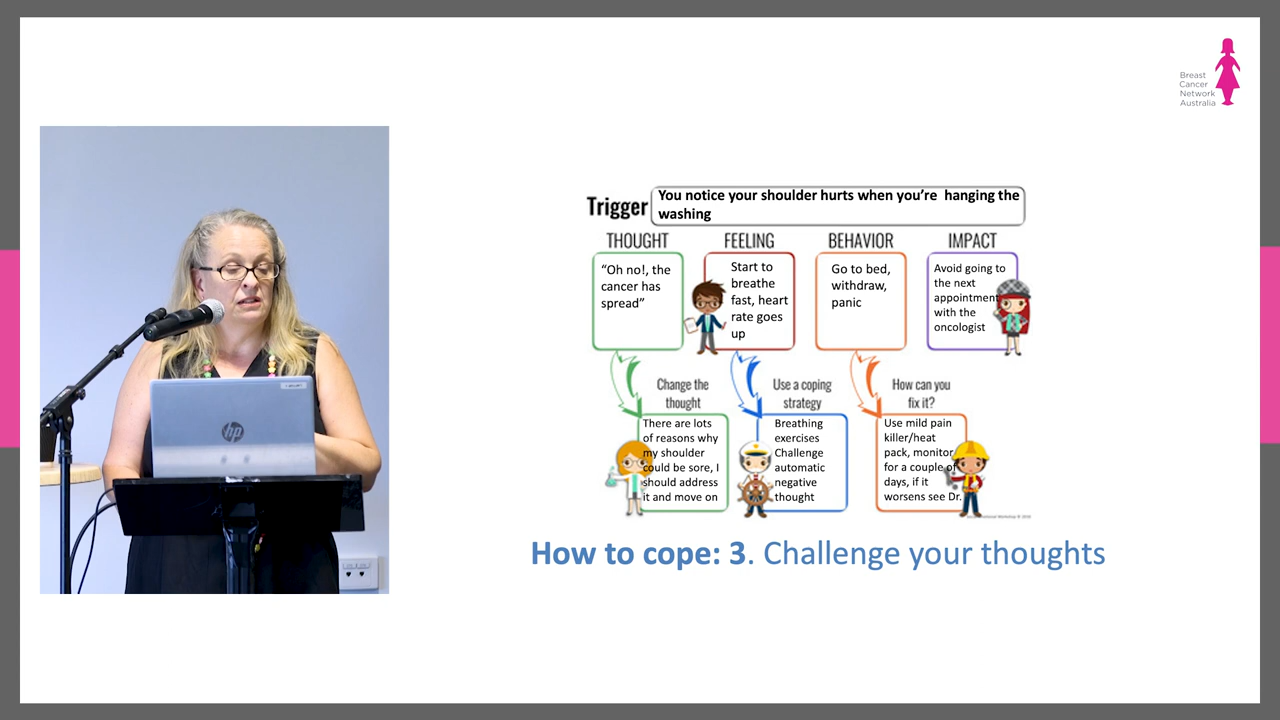 Breast
Cancer
Network
Australia
Trigger
You notice your shoulder hurts when you’re  hanging the
washing
THOUGHT
FEELING
BEHAVIOR
IMPACT
“Oh no!, the
cancer has
spread”
Start to
breathe
fast, heart
rate goes
up
Go to bed,
withdraw,
panic
Avoid going to
the next
appointment
with the
oncologist
Change the
thought
Use a coping
strategy
How can you
fix it?
There are lots
of reasons why
my shoulder
could be sore, I
should address
it and move on
Breathing
exercises
Challenge
automatic
negative
thought
Use mild pain
killer/heat
pack, monitor
for a couple of
days, if it
worsens see Dr.
How to cope: 3. Challenge your thoughts
hp